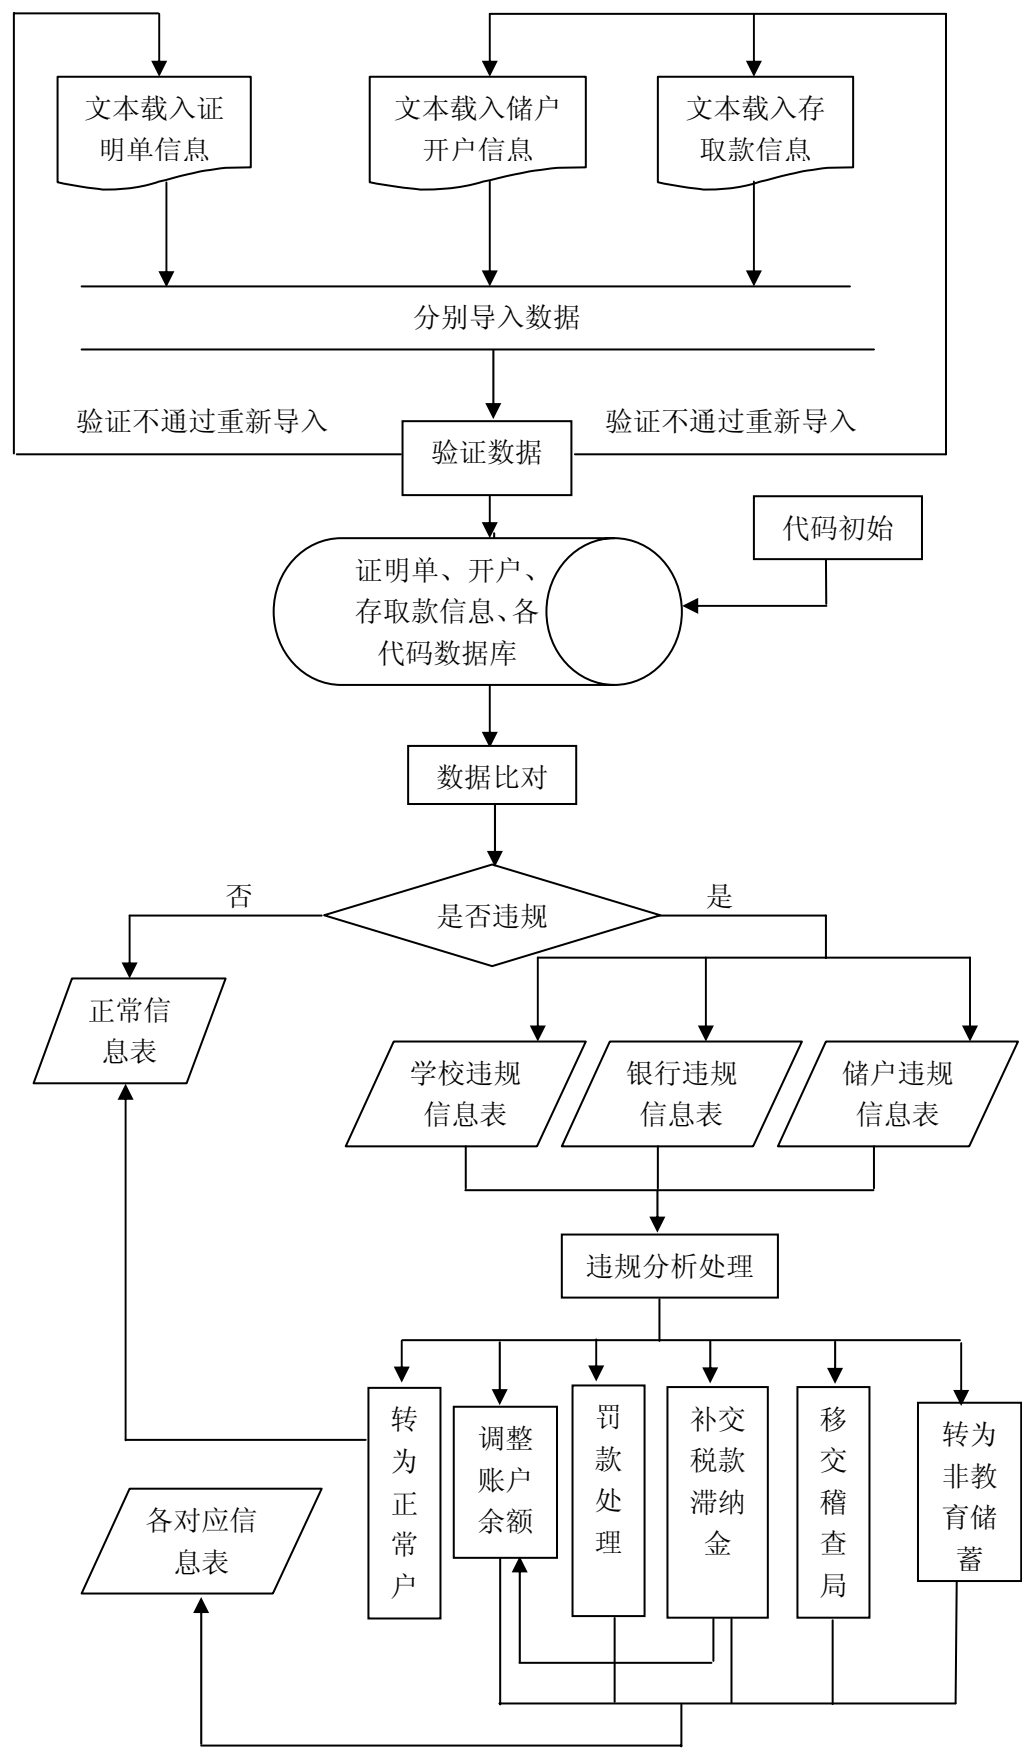 文本载入证
明单信息
文本载入储户
开户信息
文本载入存
取款信息
分别导入数据
验证不通过重新导入
验证不通过重新导入
验证数据
代码初始
证明单、开户、
存取款信息、各
代码数据库
数据比对
否
是
是否违规
正常信
息表
学校违规
信息表
银行违规
信息表
储户违规
信息表
违规分析处理
转
为
正
常
户
调整
账户
余额
罚
款
处
理
补交
税款
滞纳
金
移
交
稽
查
局
转为
非教
育储
蓄
各对应信
息表